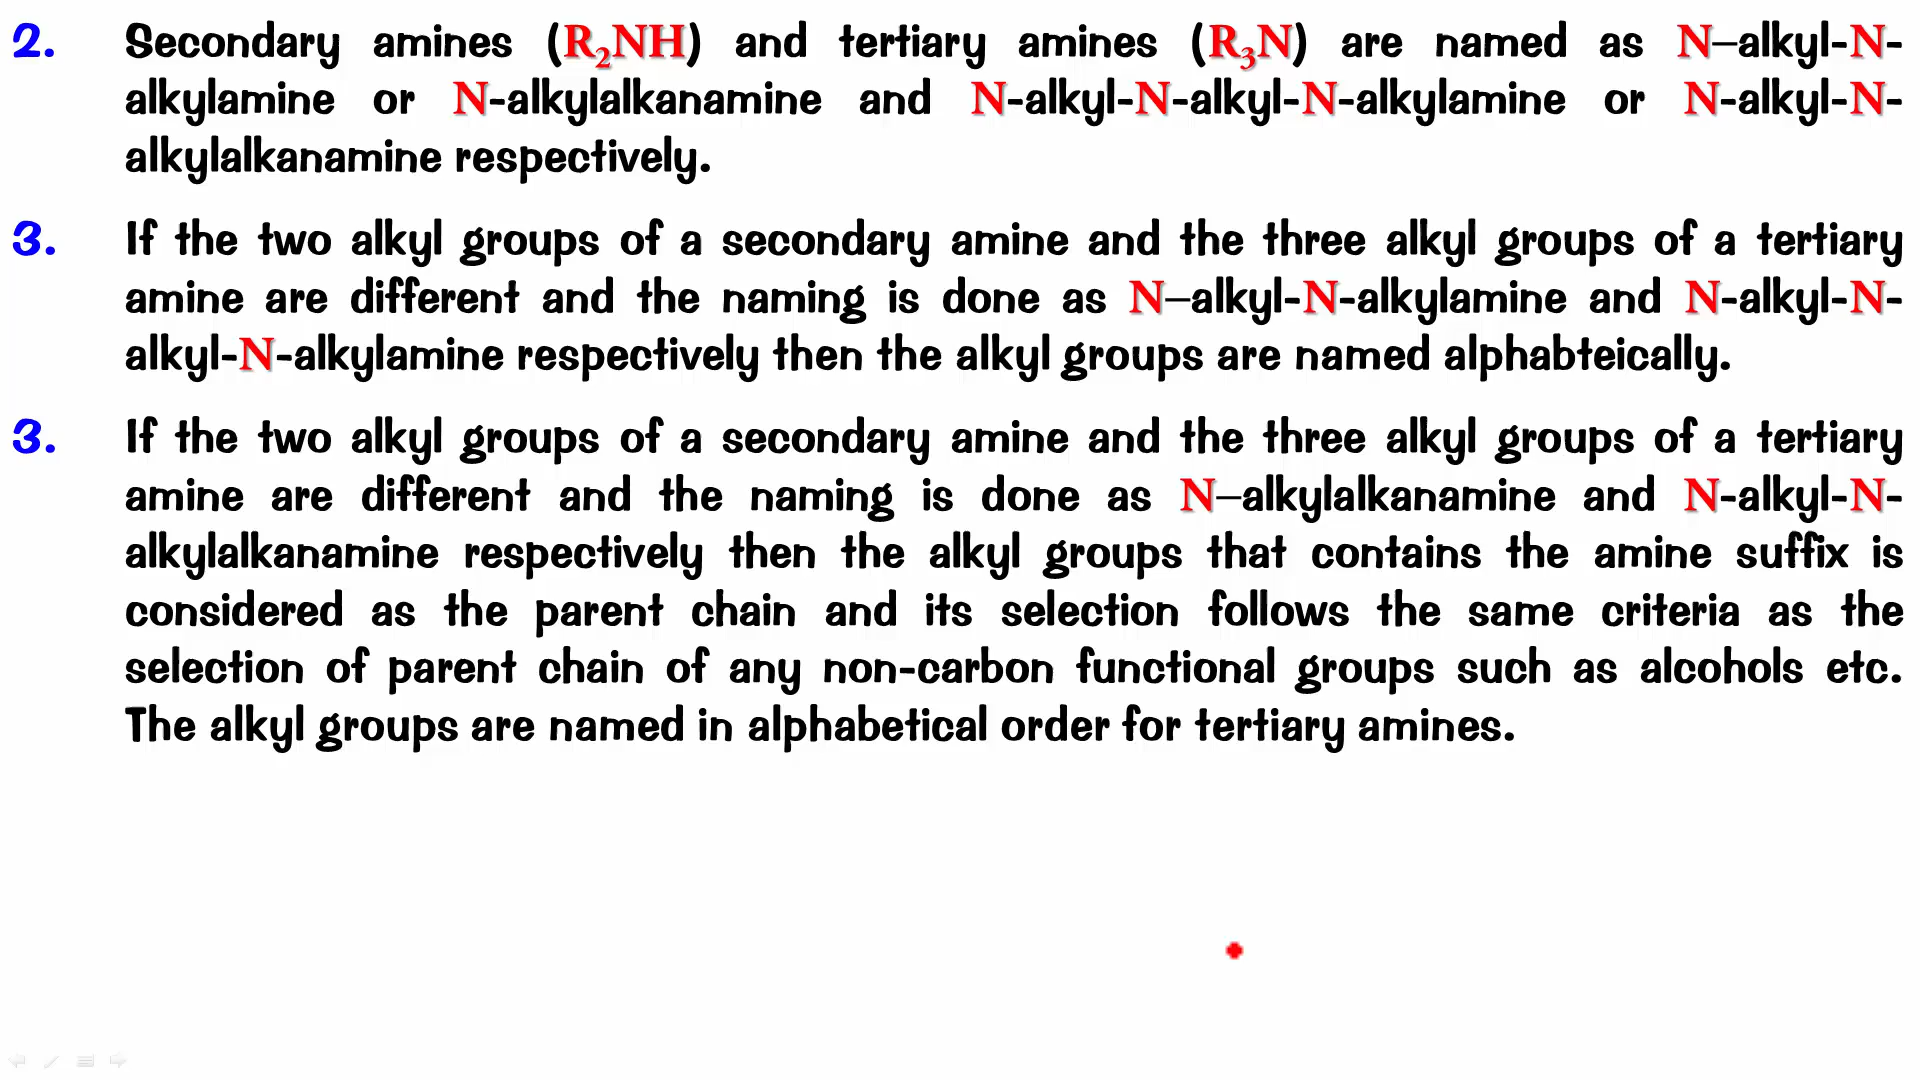 2. Secondary amines (R₂NH) and tertiary amines (R₃N) are named as N–alkyl-N-
alkylamine or N-alkylalkanamine and N-alkyl-N-alkyl-N-alkylamine or N-alkyl-N-
alkylalkanamine respectively.
3. If the two alkyl groups of a secondary amine and the three alkyl groups of a tertiary
amine are different and the naming is done as N–alkyl-N-alkylamine and N-alkyl-N-
alkyl-N-alkylamine respectively then the alkyl groups are named alphabteically.
3. If the two alkyl groups of a secondary amine and the three alkyl groups of a tertiary
amine are different and the naming is done as N–alkylalkanamine and N-alkyl-N-
alkylalkanamine respectively then the alkyl groups that contains the amine suffix is
considered as the parent chain and its selection follows the same criteria as the
selection of parent chain of any non-carbon functional groups such as alcohols etc.
The alkyl groups are named in alphabetical order for tertiary amines.